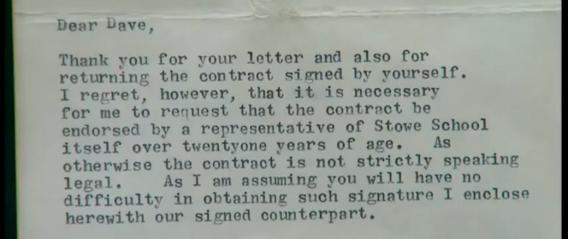 Dear Dave,
Thank you for your letter and also for
returning the contract signed by yourself.
I regret, however, that it is necessary
for me to request that the contract be
endorsed by a representative of Stowe School
itself over twentyone years of age. As
otherwise the contract is not strictly speaking
legal. As I am assuming you will have no
difficulty in obtaining such signature I enclose
herewith our signed counterpart.